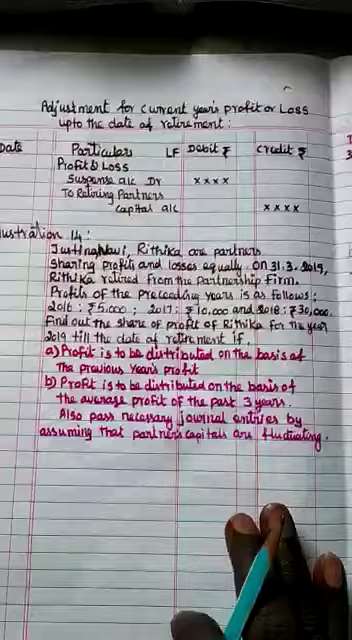 Adjustment for current year's profit or Loss
upto the date of retirement:
Date Particulars LF Debit ₹ Credit ₹
Profit & Loss
Suspense a/c Dr xxxx
To Retiring Partners
Capital a/c xxxx
ustration 14:
Rithika are partners
sharing profits and losses equally. on 31.3.2019,
Rithika retired from the partnership firm.
Profits of the preceeding years is as follows:
2016: ₹5,000; 2017: ₹10,000 and 2018: ₹30,000.
Find out the share of profit of Rithika for the year
2019 till the date of retirement if,
a) Profit is to be distributed on the basis of
the previous year's profit
b) Profit is to be distributed on the basis of
the average profit of the past 3 years.
Also pass necessary journal entries by
assuming that partners capitals are fluctuating.